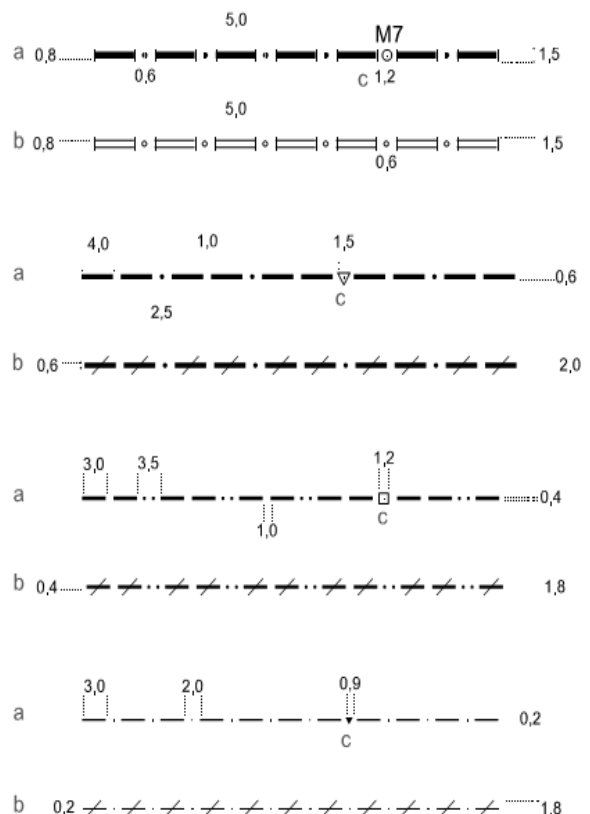 5,0
M7
a 0,8 1,5
0,6 c 1,2
5,0
b 0,8 1,5
0,6
4,0 1,0 1,5
a 0,6
c
2,5
b 0,6 2,0
3,0 3,5 1,2
a 0,4
c
1,0
b 0,4 1,8
3,0 2,0 0,9
a 0,2
c
b 0,2 1,8